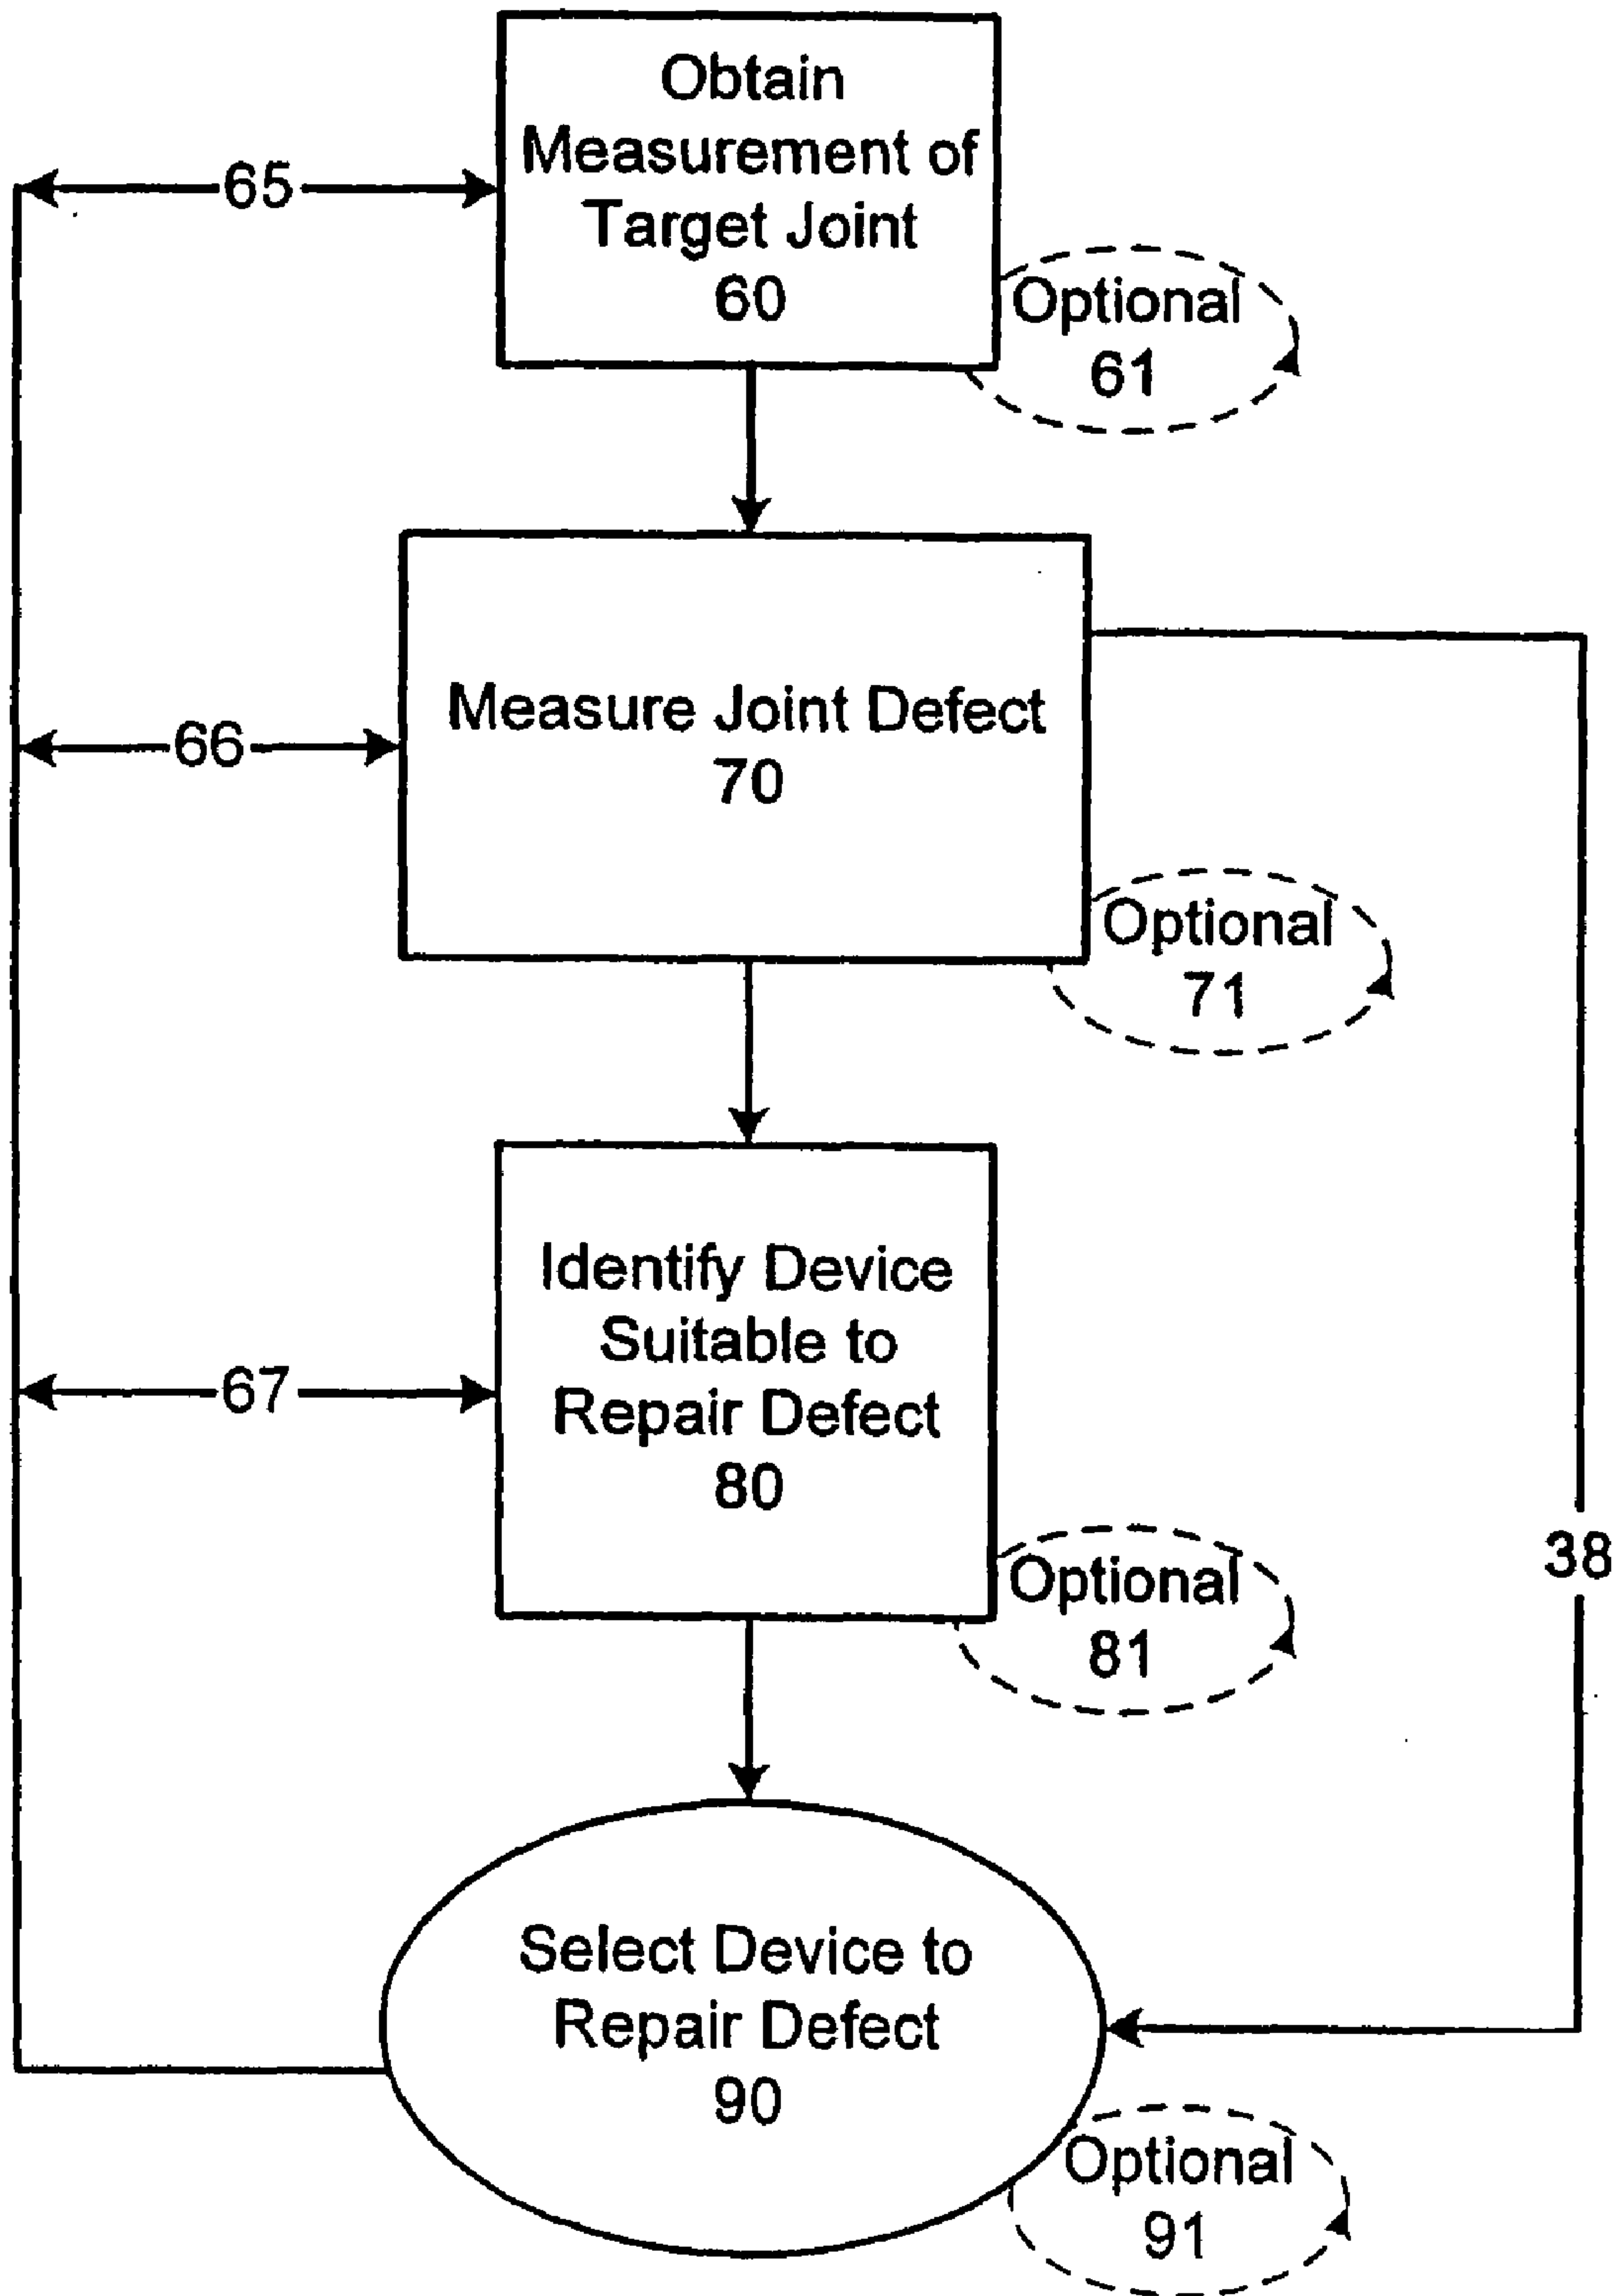 Obtain
Measurement of
Target Joint
60
65
Optional
61
Measure Joint Defect
70
66
Optional
71
Identify Device
Suitable to
Repair Defect
80
67
38
Optional
81
Select Device to
Repair Defect
90
Optional
91